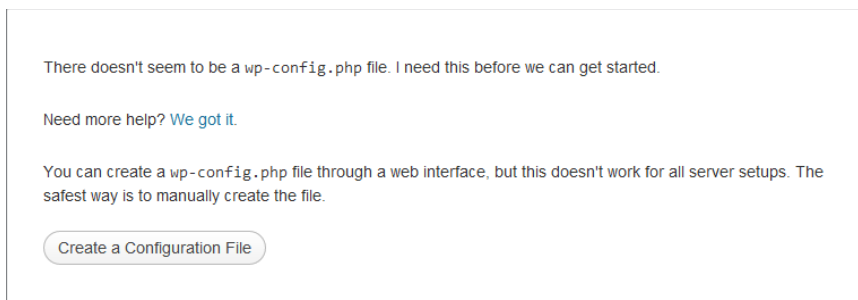 There doesn't seem to be a wp-config.php file. I need this before we can get started.
Need more help? We got it.
You can create a wp-config.php file through a web interface, but this doesn't work for all server setups. The
safest way is to manually create the file.
Create a Configuration File